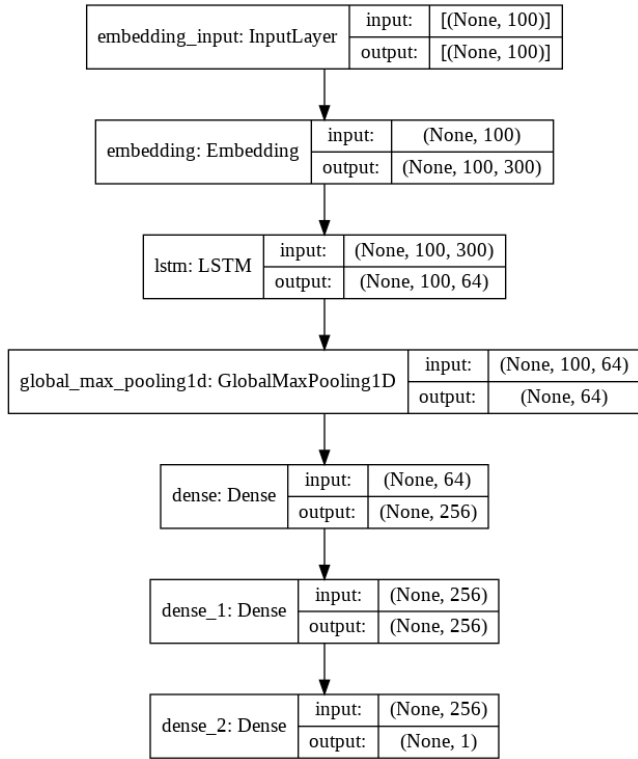 embedding_input: InputLayer
input: [(None, 100)]
output: [(None, 100)]
embedding: Embedding
input: (None, 100)
output: (None, 100, 300)
lstm: LSTM
input: (None, 100, 300)
output: (None, 100, 64)
global_max_pooling1d: GlobalMaxPooling1D
input: (None, 100, 64)
output: (None, 64)
dense: Dense
input: (None, 64)
output: (None, 256)
dense_1: Dense
input: (None, 256)
output: (None, 256)
dense_2: Dense
input: (None, 256)
output: (None, 1)